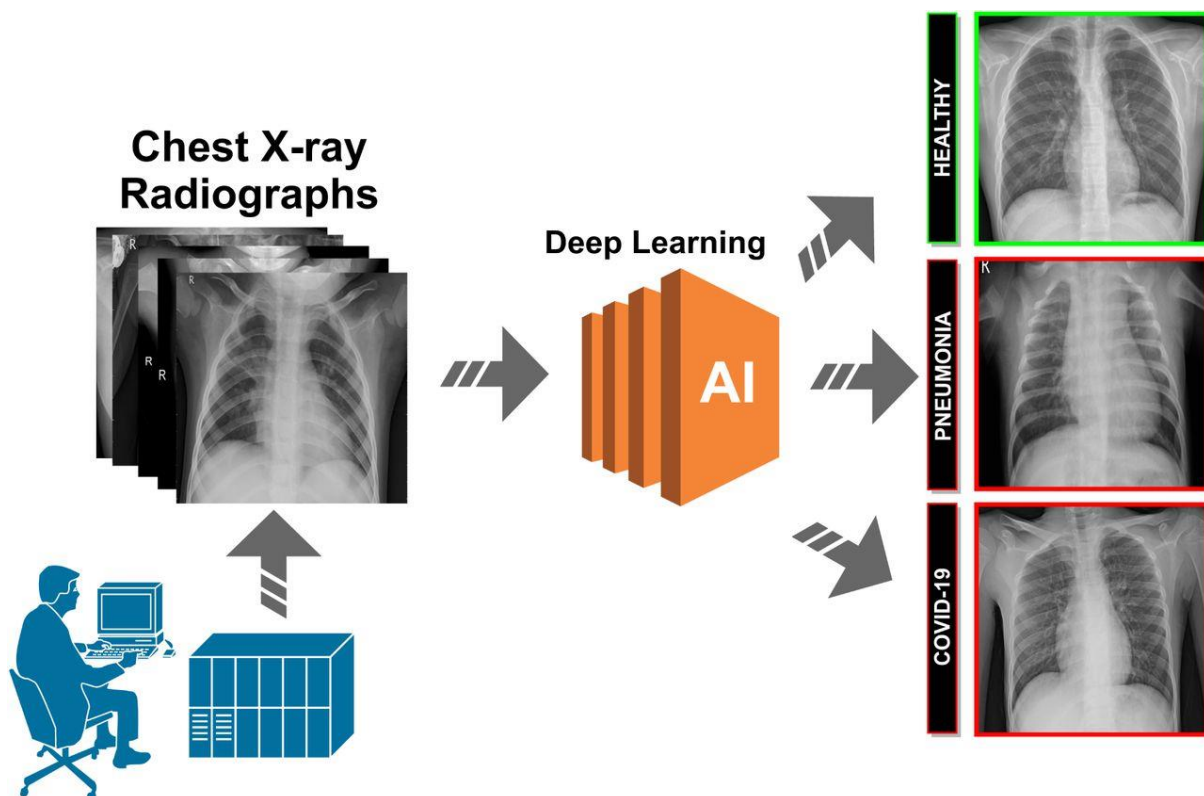 Chest X-ray
Radiographs
R
R
R
R
Deep Learning
AI
HEALTHY
R
PNEUMONIA
COVID-19